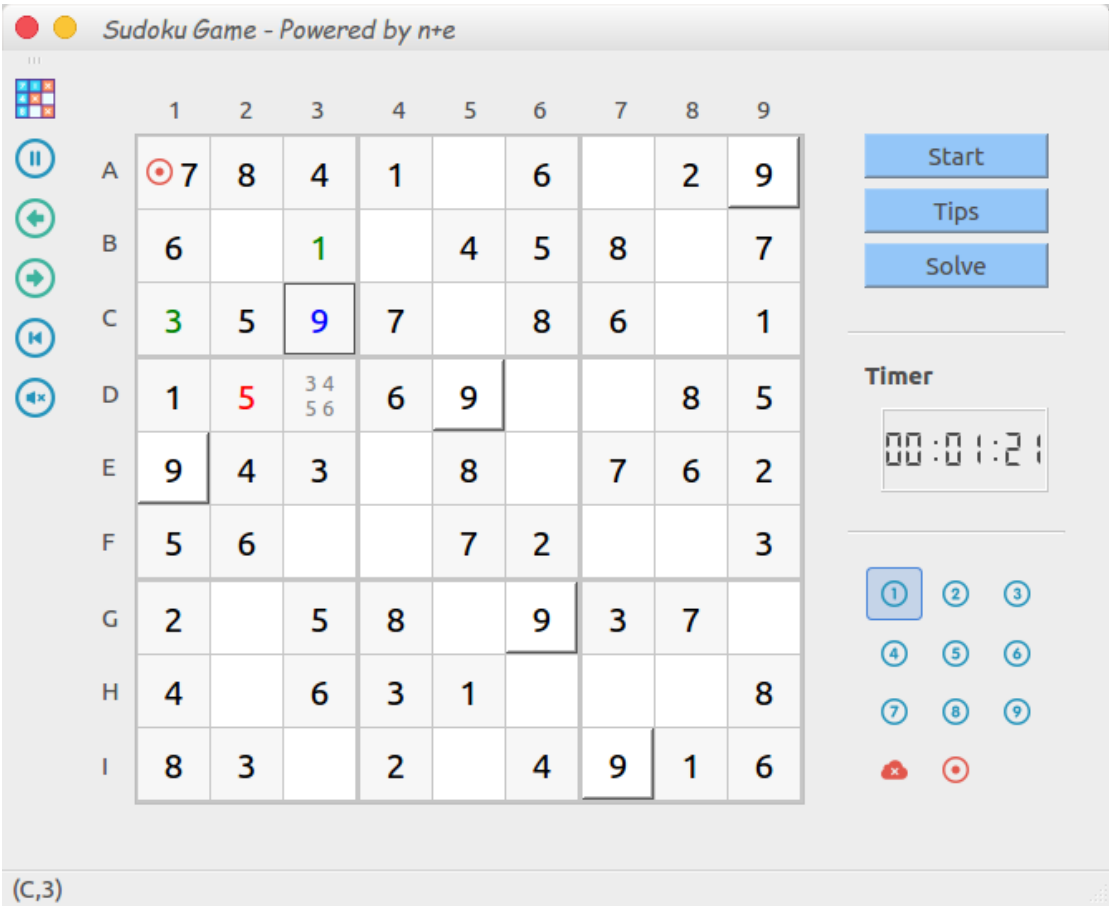 Sudoku Game - Powered by n+e
1 2 3 4 5 6 7 8 9
A 7 8 4 1 6 2 9
B 6 1 4 5 8 7
C 3 5 9 7 8 6 1
D 1 5 3 4 5 6 6 9 8 5
E 9 4 3 8 7 6 2
F 5 6 7 2 3
G 2 5 8 9 3 7
H 4 6 3 1 8
I 8 3 2 4 9 1 6
Start
Tips
Solve
Timer
00:01:21
1 2 3
4 5 6
7 8 9
(C,3)